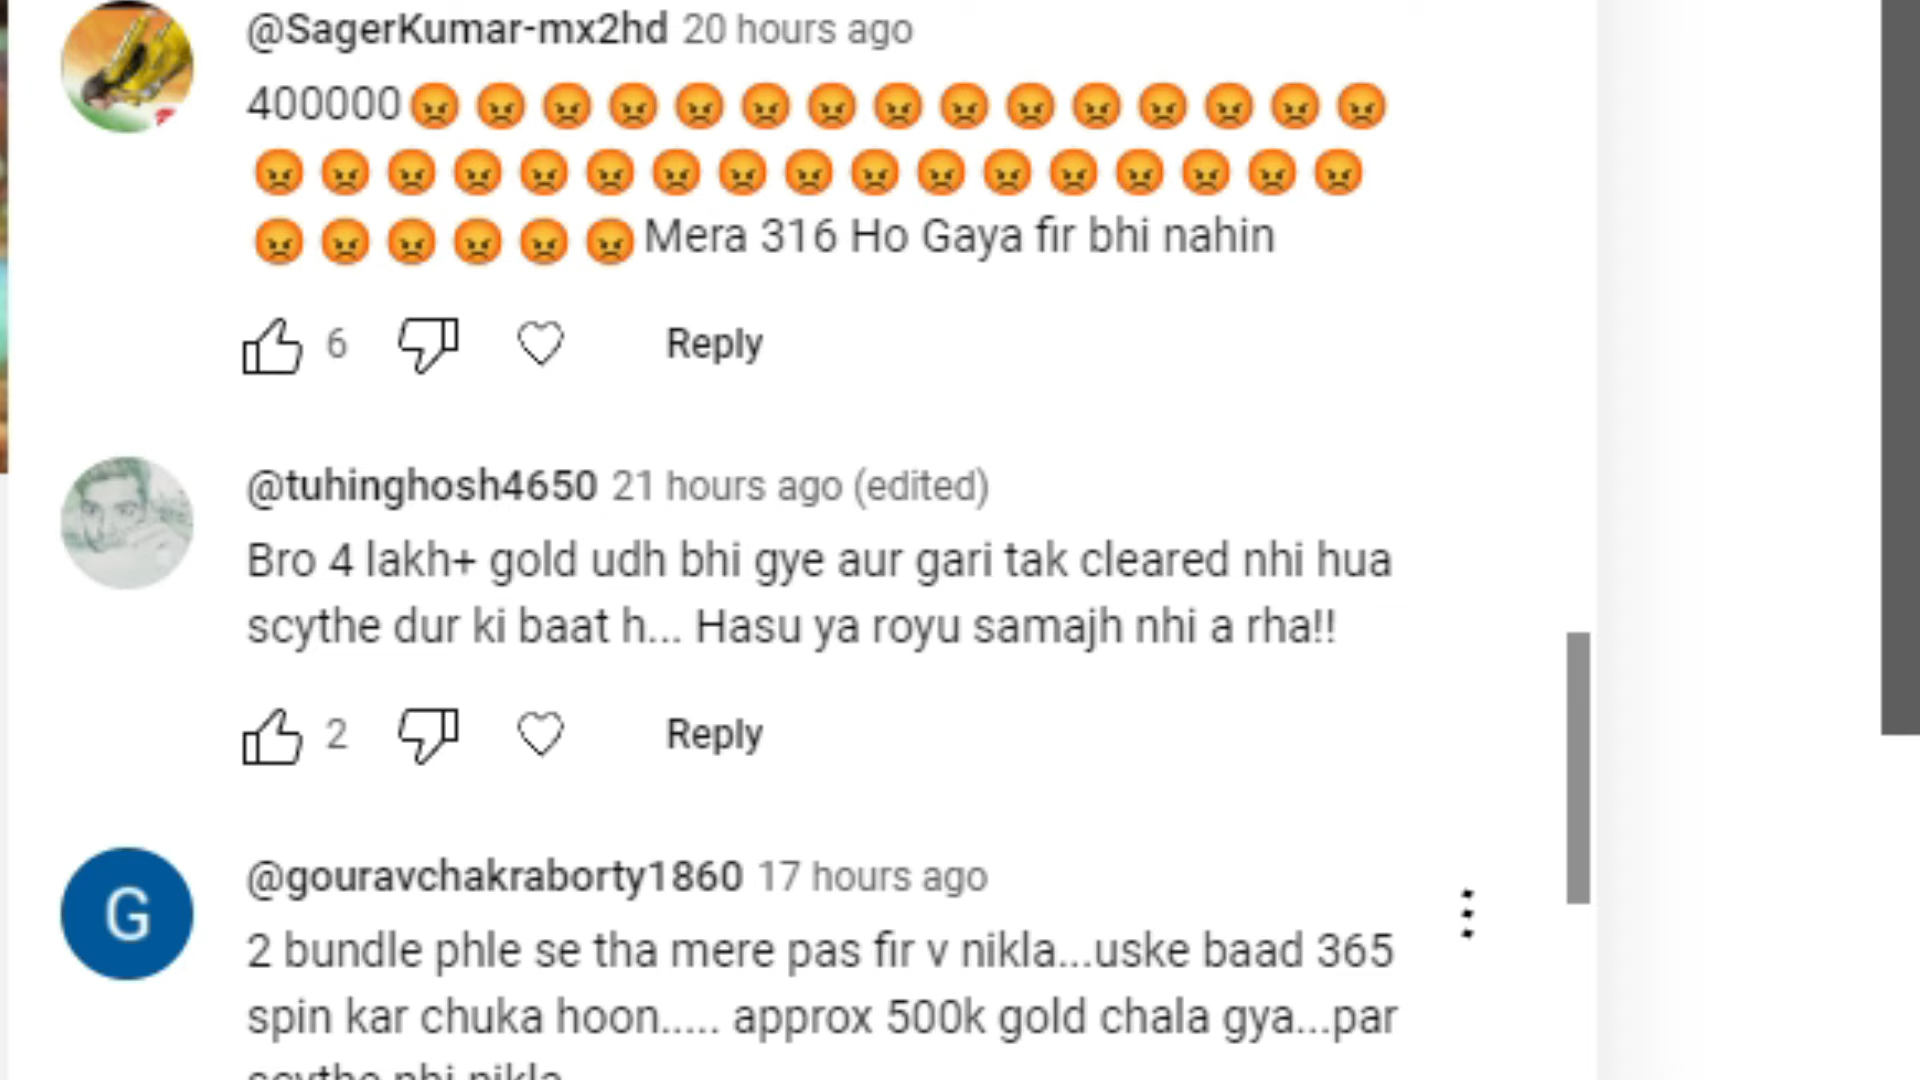 @SagerKumar-mx2hd 20 hours ago
400000😡😡😡😡😡😡😡😡😡😡😡😡😡😡😡
😡😡😡😡😡😡😡😡😡😡😡😡😡😡😡😡😡
😡😡😡😡😡😡Mera 316 Ho Gaya fir bhi nahin
6 Reply
@tuhinghosh4650 21 hours ago (edited)
Bro 4 lakh+ gold udh bhi gye aur gari tak cleared nhi hua
scythe dur ki baat h... Hasu ya royu samajh nhi a rha!!
2 Reply
G
@gouravchakraborty1860 17 hours ago
2 bundle phle se tha mere pas fir v nikla...uske baad 365
spin kar chuka hoon..... approx 500k gold chala gya...par
scythe nhi nikla